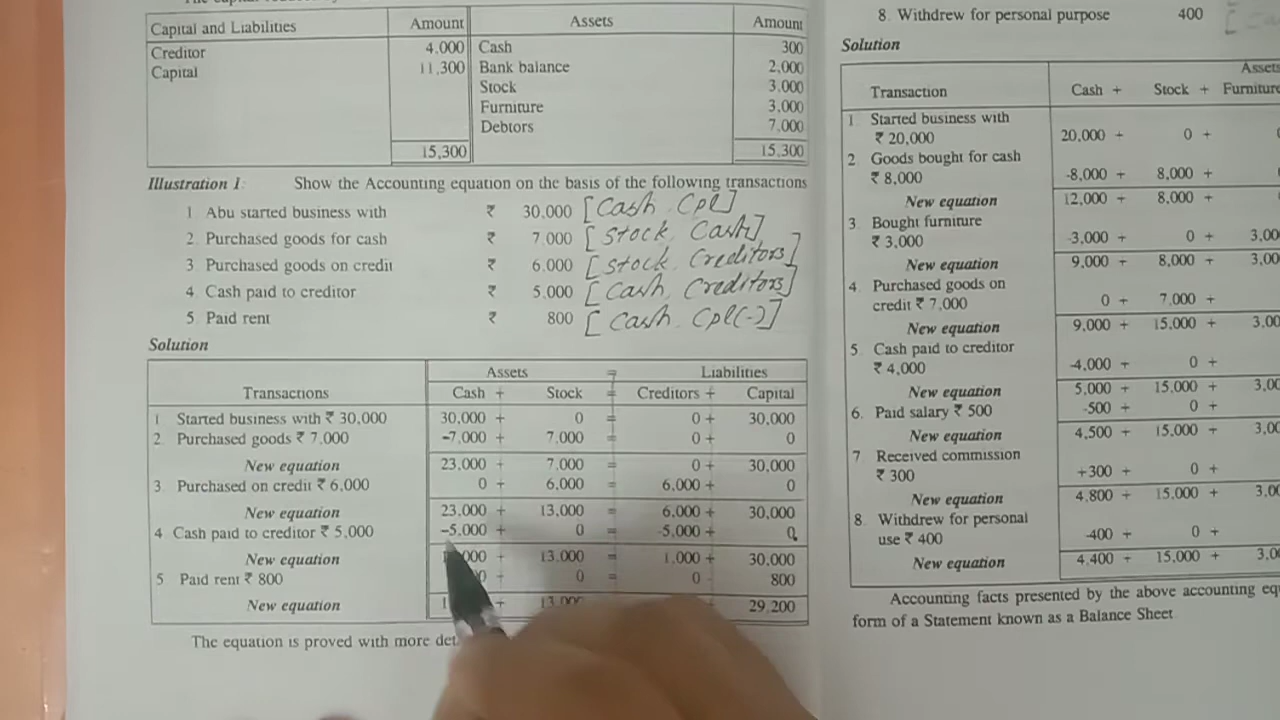 Capital and Liabilities Amount Assets Amount
Creditor 4,000 Cash 300
Capital 11,300 Bank balance 2,000
Stock 3,000
Furniture 3,000
Debtors 7,000
15,300 15,300
Illustration 1: Show the Accounting equation on the basis of the following transactions
1. Abu started business with ₹ 30,000 [Cash, Cpl]
2. Purchased goods for cash ₹ 7,000 [Stock, Cash]
3. Purchased goods on credit ₹ 6,000 [Stock, Creditors]
4. Cash paid to creditor ₹ 5,000 [Cash, Creditors]
5. Paid rent ₹ 800 [Cash, Cpl(-)]
Solution
Assets = Liabilities
Transactions Cash + Stock = Creditors + Capital
1 Started business with ₹ 30,000 30,000 + 0 = 0 + 30,000
2. Purchased goods ₹ 7,000 –7,000 + 7,000 = 0 + 0
New equation 23,000 + 7,000 = 0 + 30,000
3. Purchased on credit ₹ 6,000 0 + 6,000 = 6,000 + 0
New equation 23,000 + 13,000 = 6,000 + 30,000
4 Cash paid to creditor ₹ 5,000 –5,000 + 0 = -5,000 + 0
New equation 13,000 = 1,000 + 30,000
5 Paid rent ₹ 800 + 0 = 0 800
New equation + 29,200
The equation is proved with more
8. Withdrew for personal purpose 400
Solution
Assets
Transaction Cash + Stock + Furniture
1 Started business with
₹ 20,000 20,000 + 0 +
2 Goods bought for cash
₹ 8,000 -8,000 + 8,000 +
New equation 12,000 + 8,000 +
3. Bought furniture
₹ 3,000 -3,000 + 0 + 3,00
New equation 9,000 + 8,000 + 3,00
4. Purchased goods on
credit ₹ 7,000 0 + 7,000 +
New equation 9,000 + 15,000 + 3,00
5. Cash paid to creditor
₹ 4,000 -4,000 + 0 +
New equation 5,000 + 15,000 + 3,00
6. Paid salary ₹ 500 -500 + 0 +
New equation 4,500 + 15,000 + 3,00
7 Received commission
₹ 300 +300 + 0 +
New equation 4,800 + 15,000 + 3,00
8. Withdrew for personal
use ₹ 400 -400 + 0 +
New equation 4,400 + 15,000 + 3,00
Accounting facts presented by the above accounting
form of a Statement known as a Balance Sheet